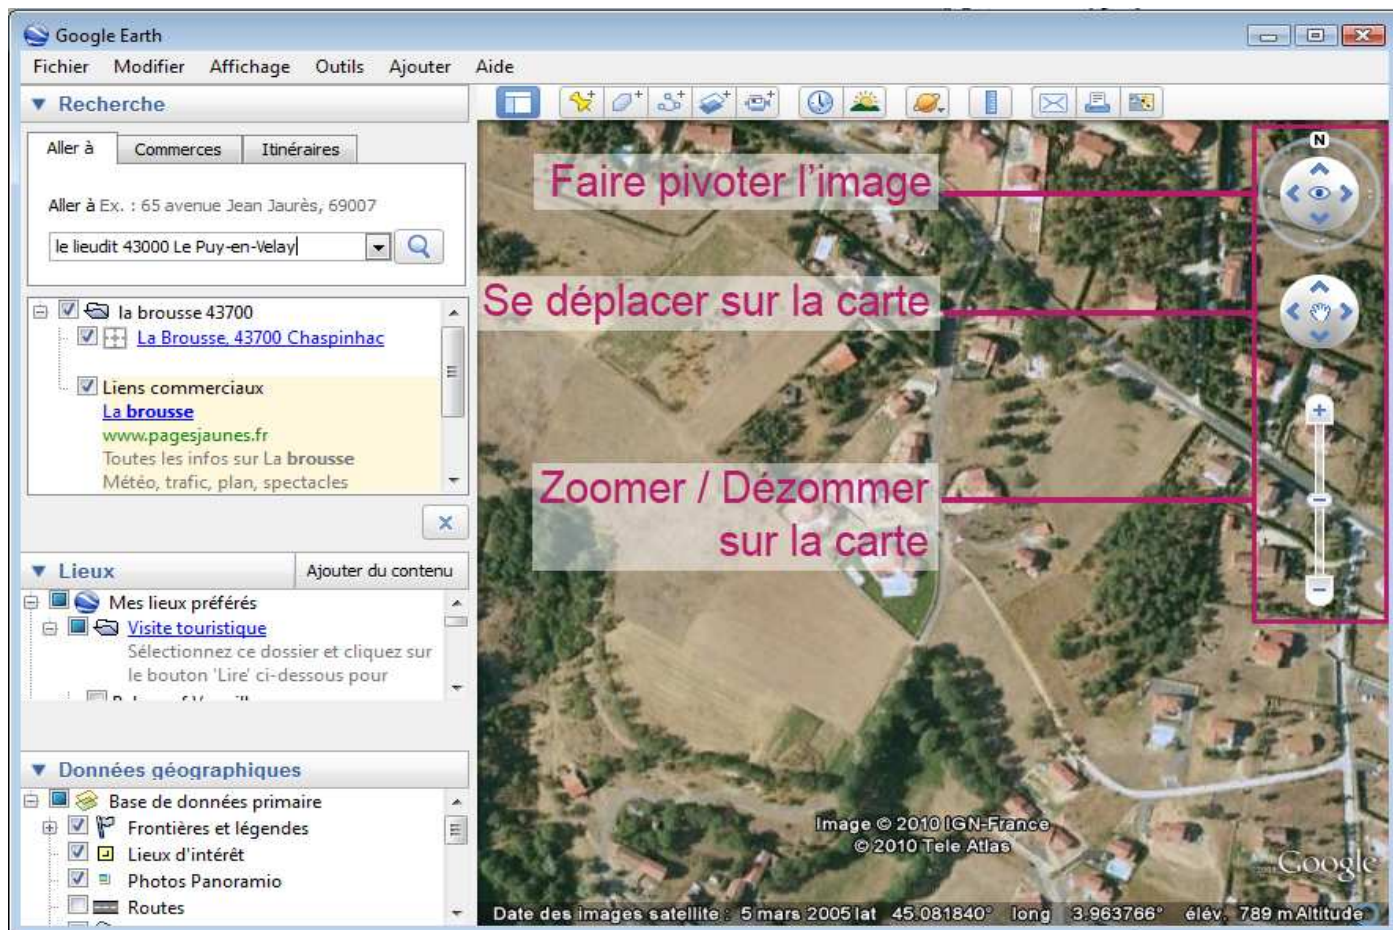 Google Earth
Fichier Modifier Affichage Outils Ajouter Aide
Recherche
Aller à Commerces Itinéraires
Aller à Ex. : 65 avenue Jean Jaurès, 69007
le lieudit 43000 Le Puy-en-Velay
la brousse 43700
La Brousse, 43700 Chaspinhac
Liens commerciaux
La brousse
www.pagesjaunes.fr
Toutes les infos sur La brousse
Météo, trafic, plan, spectacles
Lieux Ajouter du contenu
Mes lieux préférés
Visite touristique
Sélectionnez ce dossier et cliquez sur
le bouton 'Lire' ci-dessous pour
Données géographiques
Base de données primaire
Frontières et légendes
Lieux d'intérêt
Photos Panoramio
Routes
N
Faire pivoter l'image
Se déplacer sur la carte
Zoomer / Dézommer
sur la carte
Image © 2010 IGN-France
© 2010 Tele Atlas
Google
Date des images satellite : 5 mars 2005 lat 45.081840° long 3.963766° élév. 789 m Altitude